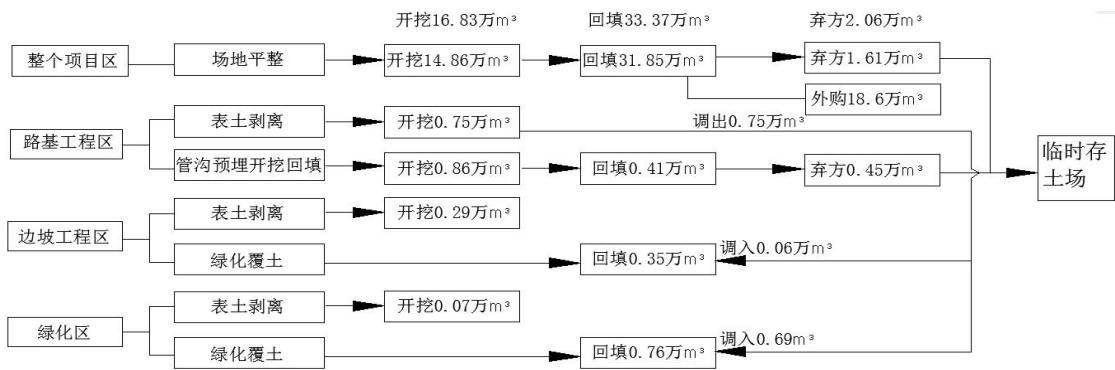 开挖16.83万m³ 回填33.37万m³ 弃方2.06万m³
整个项目区 场地平整 开挖14.86万m³ 回填31.85万m³ 弃方1.61万m³
外购18.6万m³
路基工程区 表土剥离 开挖0.75万m³ 调出0.75万m³
管沟预埋开挖回填 开挖0.86万m³ 回填0.41万m³ 弃方0.45万m³
临时存
土场
边坡工程区 表土剥离 开挖0.29万m³
绿化覆土 回填0.35万m³ 调入0.06万m³
绿化区 表土剥离 开挖0.07万m³
绿化覆土 回填0.76万m³ 调入0.69m³